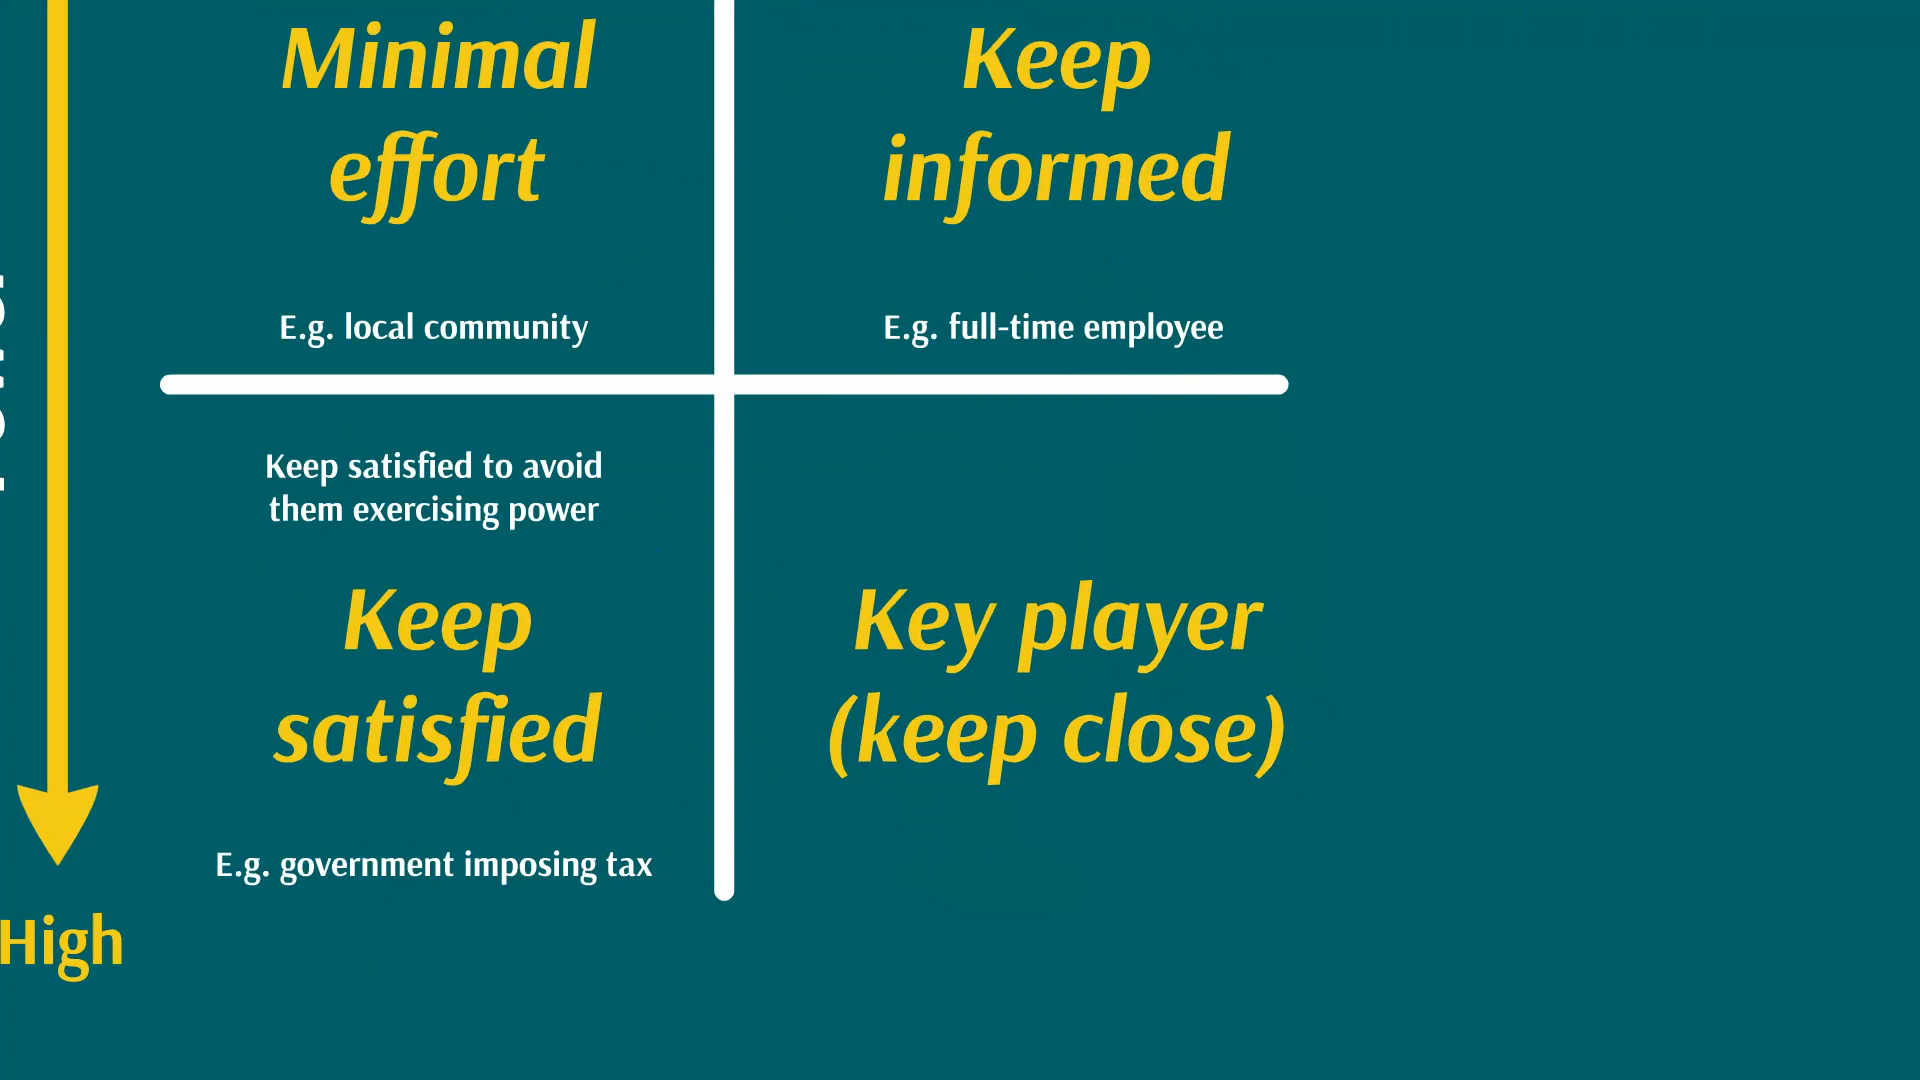 Minimal
effort
E.g. local community
Keep
informed
E.g. full-time employee
Keep satisfied to avoid
them exercising power
Keep
satisfied
E.g. government imposing tax
Key player
(keep close)
High